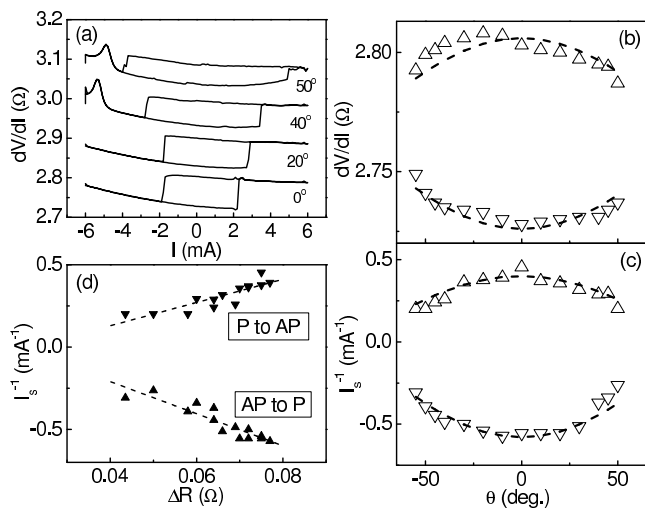 (a)
3.2
3.1
3.0
2.9
2.8
2.7
dV/dI (Ω)
50°
40°
20°
0°
-6 -4 -2 0 2 4 6
I (mA)
(b)
2.80
2.75
dV/dI (Ω)
(d)
0.5
0.0
-0.5
I_s^-1 (mA^-1)
P to AP
AP to P
0.04 0.06 0.08
ΔR (Ω)
(c)
0.5
0.0
-0.5
I_s^-1 (mA^-1)
-50 0 50
θ (deg.)